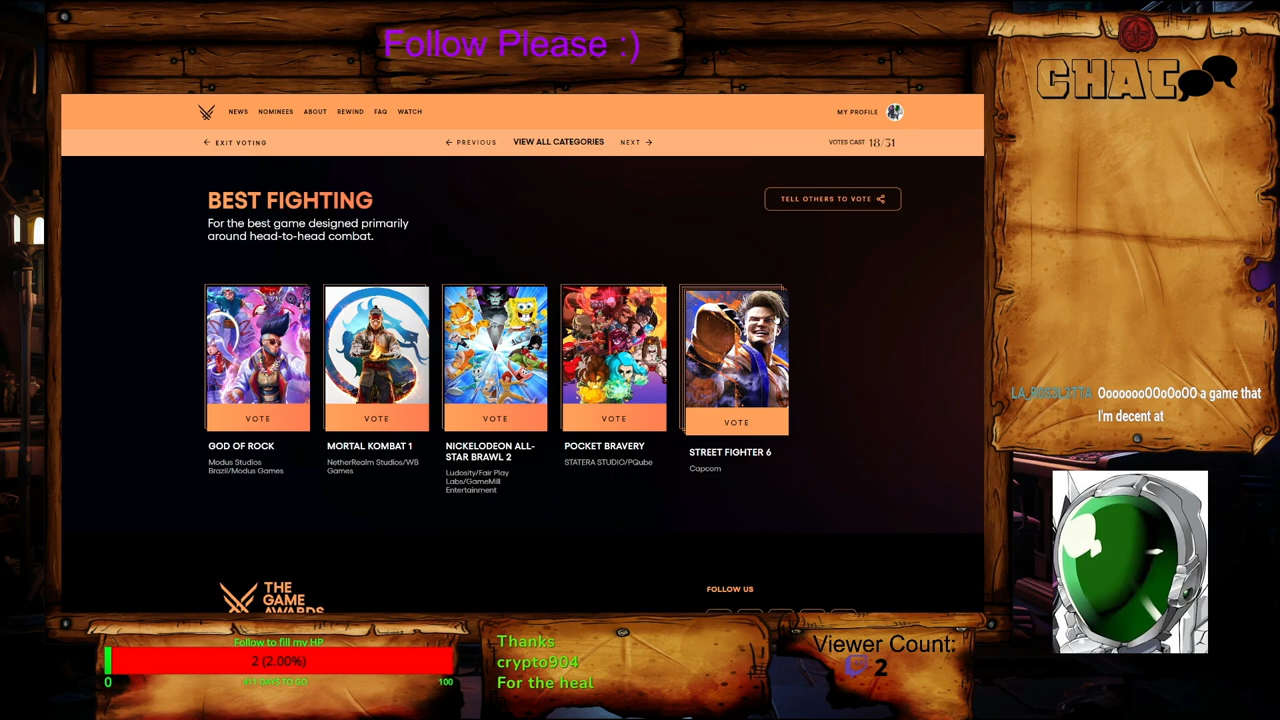 Follow Please :)
CHAT
NEWS NOMINEES ABOUT REWIND FAQ WATCH
MY PROFILE
← EXIT VOTING
← PREVIOUS VIEW ALL CATEGORIES NEXT →
VOTES CAST 18/31
BEST FIGHTING
For the best game designed primarily
around head-to-head combat.
TELL OTHERS TO VOTE
VOTE
VOTE
VOTE
VOTE
VOTE
GOD OF ROCK
Modus Studios
Brazil/Modus Games
MORTAL KOMBAT 1
NetherRealm Studios/WB
Games
NICKELODEON ALL-
STAR BRAWL 2
Ludosity/Fair Play
Labs/GameMill
Entertainment
POCKET BRAVERY
STATERA STUDIO/PQube
STREET FIGHTER 6
Capcom
OooooooOOoOoOO a game that
I'm decent at
THE
GAME
AWARDS
FOLLOW US
Follow to fill my HP
2 (2.00%)
0
DAYS TO GO
100
Thanks
crypto904
For the heal
Viewer Count:
2